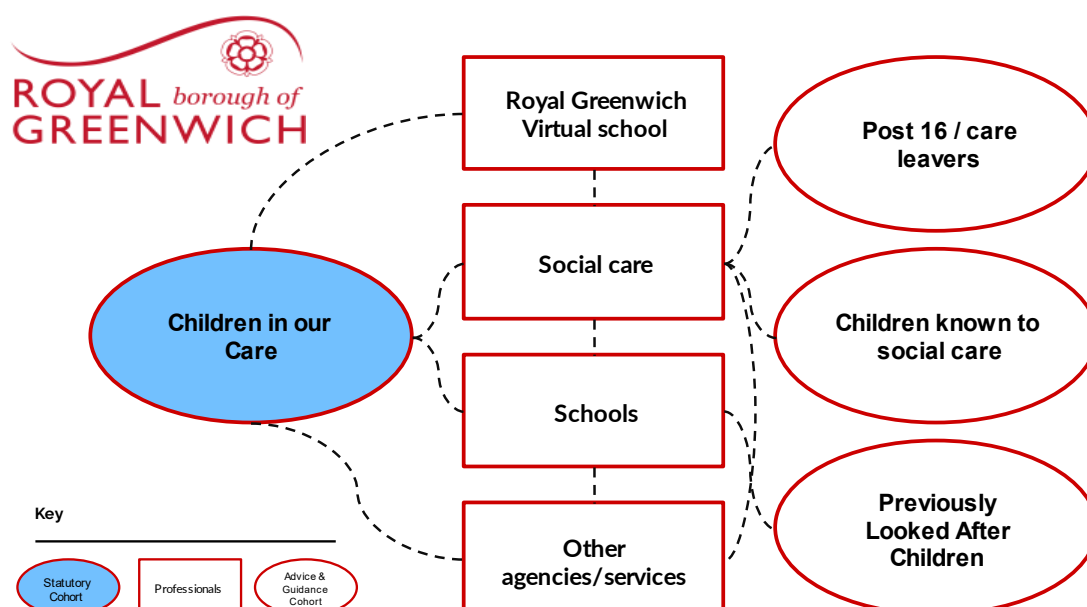 ROYAL borough of
GREENWICH
Royal Greenwich
Virtual school
Social care
Schools
Other
agencies/services
Post 16 / care
leavers
Children known to
social care
Previously
Looked After
Children
Children in our
Care
Key
Statutory
Cohort
Professionals
Advice &
Guidance
Cohort